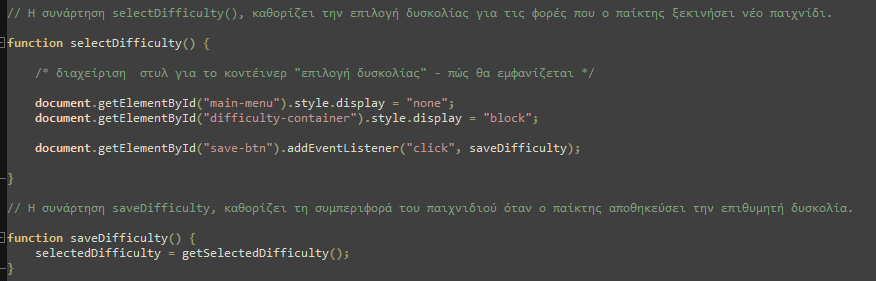 // Η συνάρτηση selectDifficulty(), καθορίζει την επιλογή δυσκολίας για τις φορές που ο παίκτης ξεκινήσει νέο παιχνίδι.
function selectDifficulty() {
/* διαχείριση  στυλ για το κοντέινερ "επιλογή δυσκολίας" - πώς θα εμφανίζεται */
document.getElementById("main-menu").style.display = "none";
document.getElementById("difficulty-container").style.display = "block";
document.getElementById("save-btn").addEventListener("click", saveDifficulty);
}
// Η συνάρτηση saveDifficulty, καθορίζει τη συμπεριφορά του παιχνιδιού όταν ο παίκτης αποθηκεύσει την επιθυμητή δυσκολία.
function saveDifficulty() {
selectedDifficulty = getSelectedDifficulty();
}